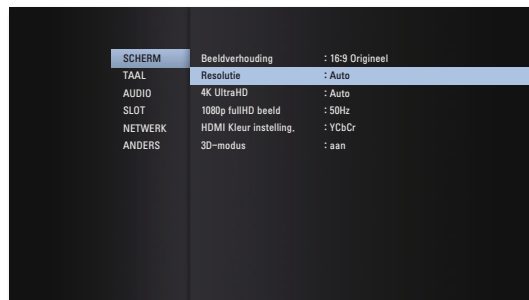 SCHERM Beeldverhouding : 16:9 Origineel
TAAL Resolutie : Auto
AUDIO 4K UltraHD : Auto
SLOT 1080p fullHD beeld : 50Hz
NETWERK HDMI Kleur instelling. : YCbCr
ANDERS 3D-modus : aan